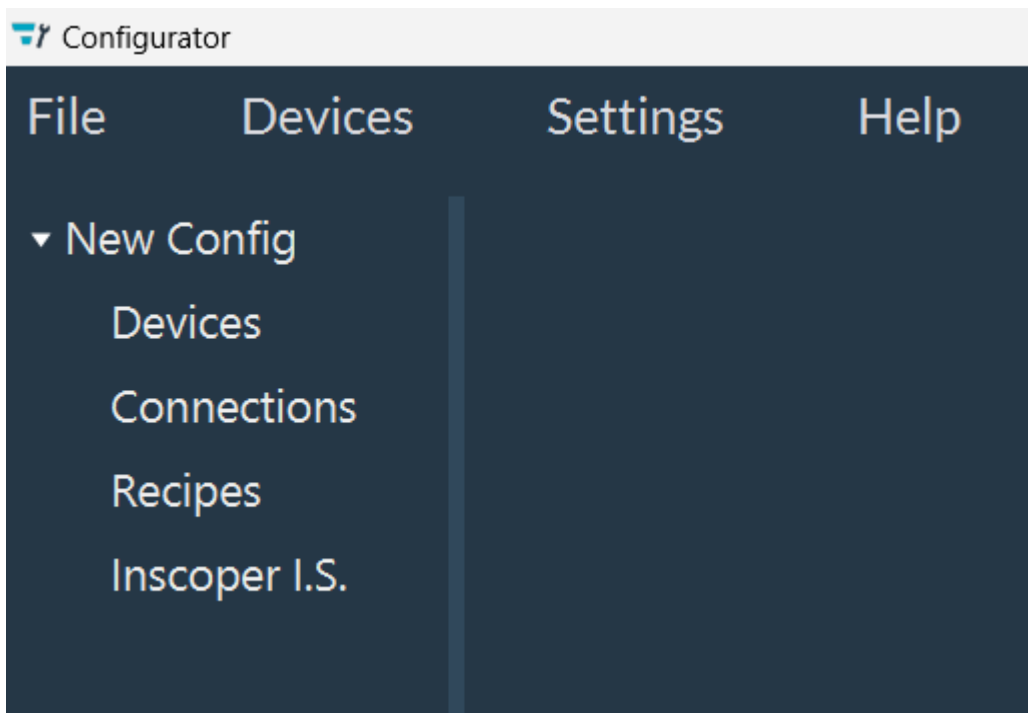 Configurator
File Devices Settings Help
New Config
Devices
Connections
Recipes
Inscoper I.S.